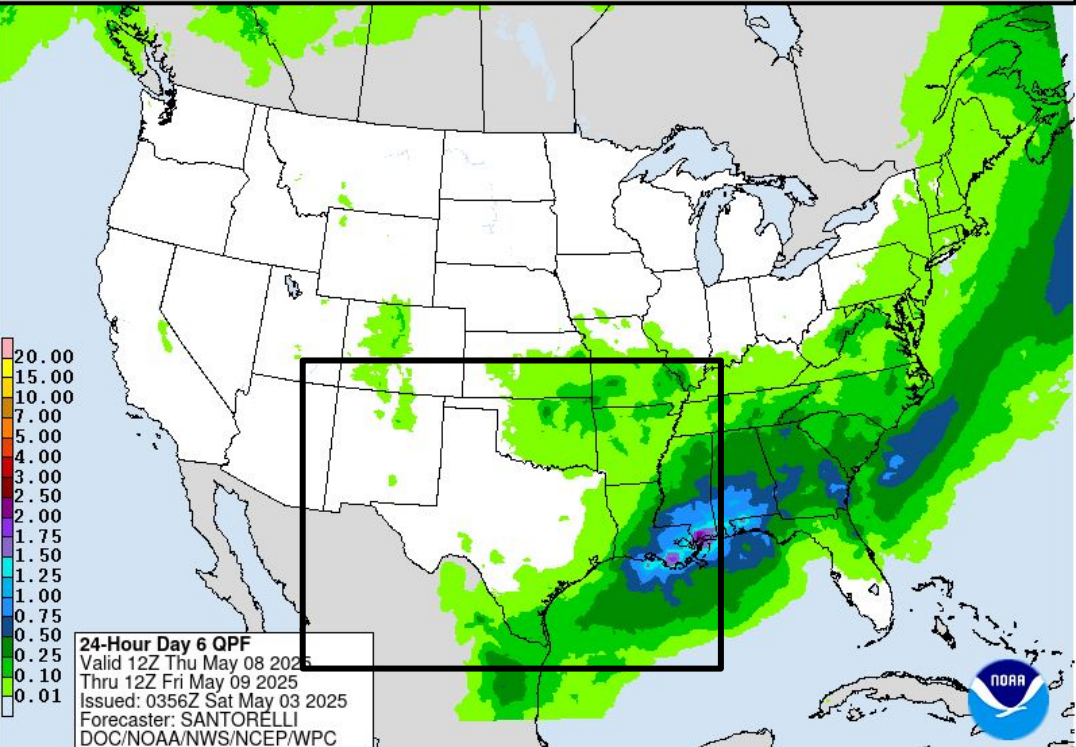 20.00
15.00
10.00
7.00
5.00
4.00
3.00
2.50
2.00
1.75
1.50
1.25
1.00
0.75
0.50
0.25
0.10
0.01
24-Hour Day 6 QPF
Valid 12Z Thu May 08 2025
Thru 12Z Fri May 09 2025
Issued: 0356Z Sat May 03 2025
Forecaster: SANTORELLI
DOC/NOAA/NWS/NCEP/WPC
NOAA